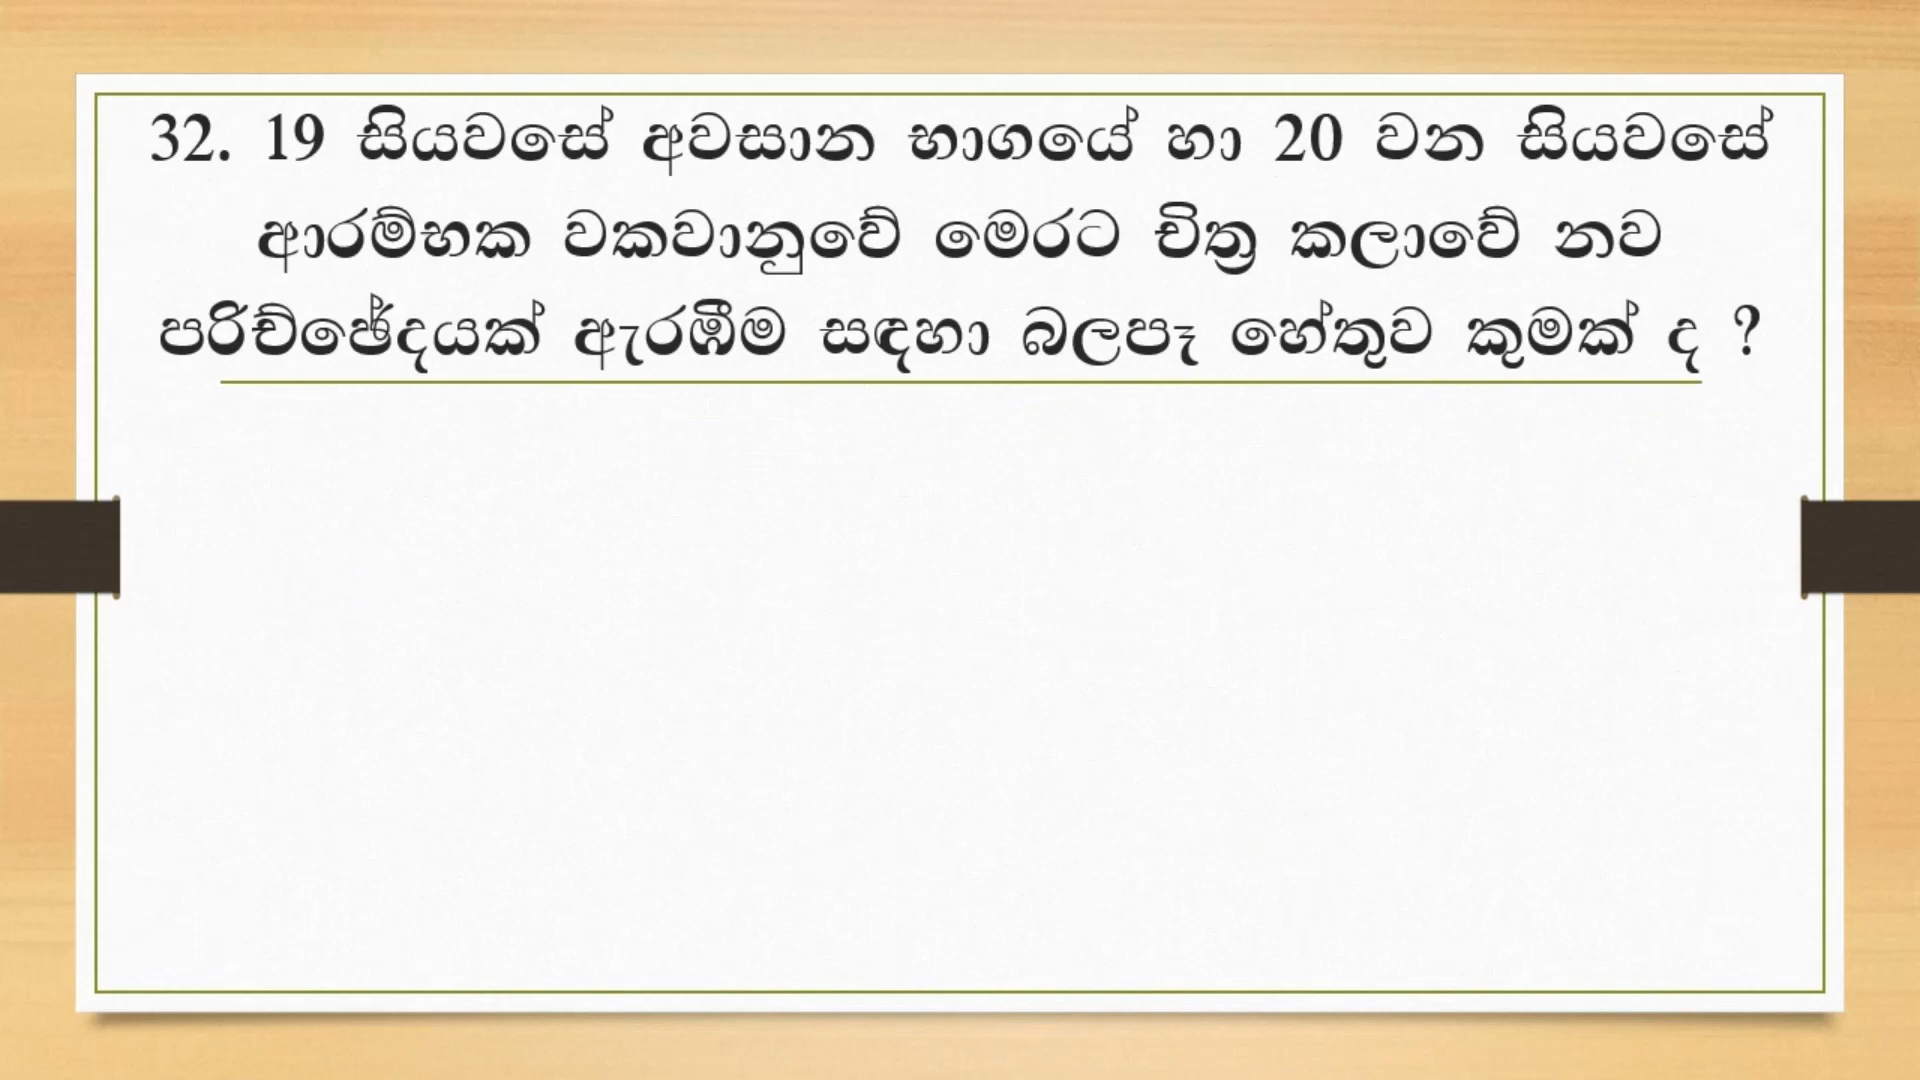 32. 19 සියවසේ අවසාන භාගයේ හා 20 වන සියවසේ
ආරම්භක වකවානුවේ මෙරට චිත්‍ර කලාවේ නව
පරිච්ඡේදයක් ඇරඹීම සඳහා බලපෑ හේතුව කුමක් ද ?